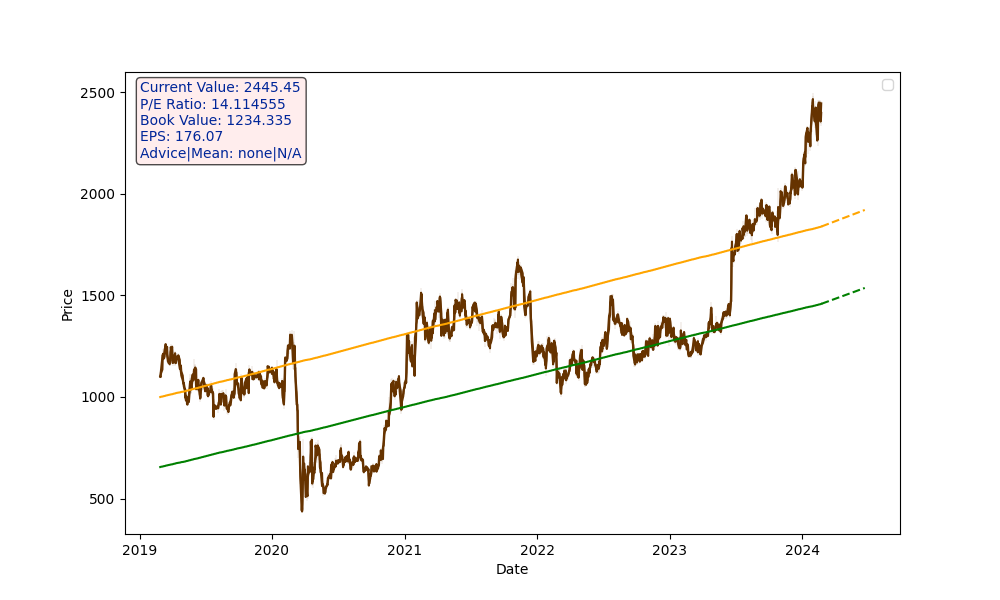 Current Value: 2445.45
P/E Ratio: 14.114555
Book Value: 1234.335
EPS: 176.07
Advice|Mean: none|N/A
2500
2000
1500
1000
500
Price
2019 2020 2021 2022 2023 2024
Date